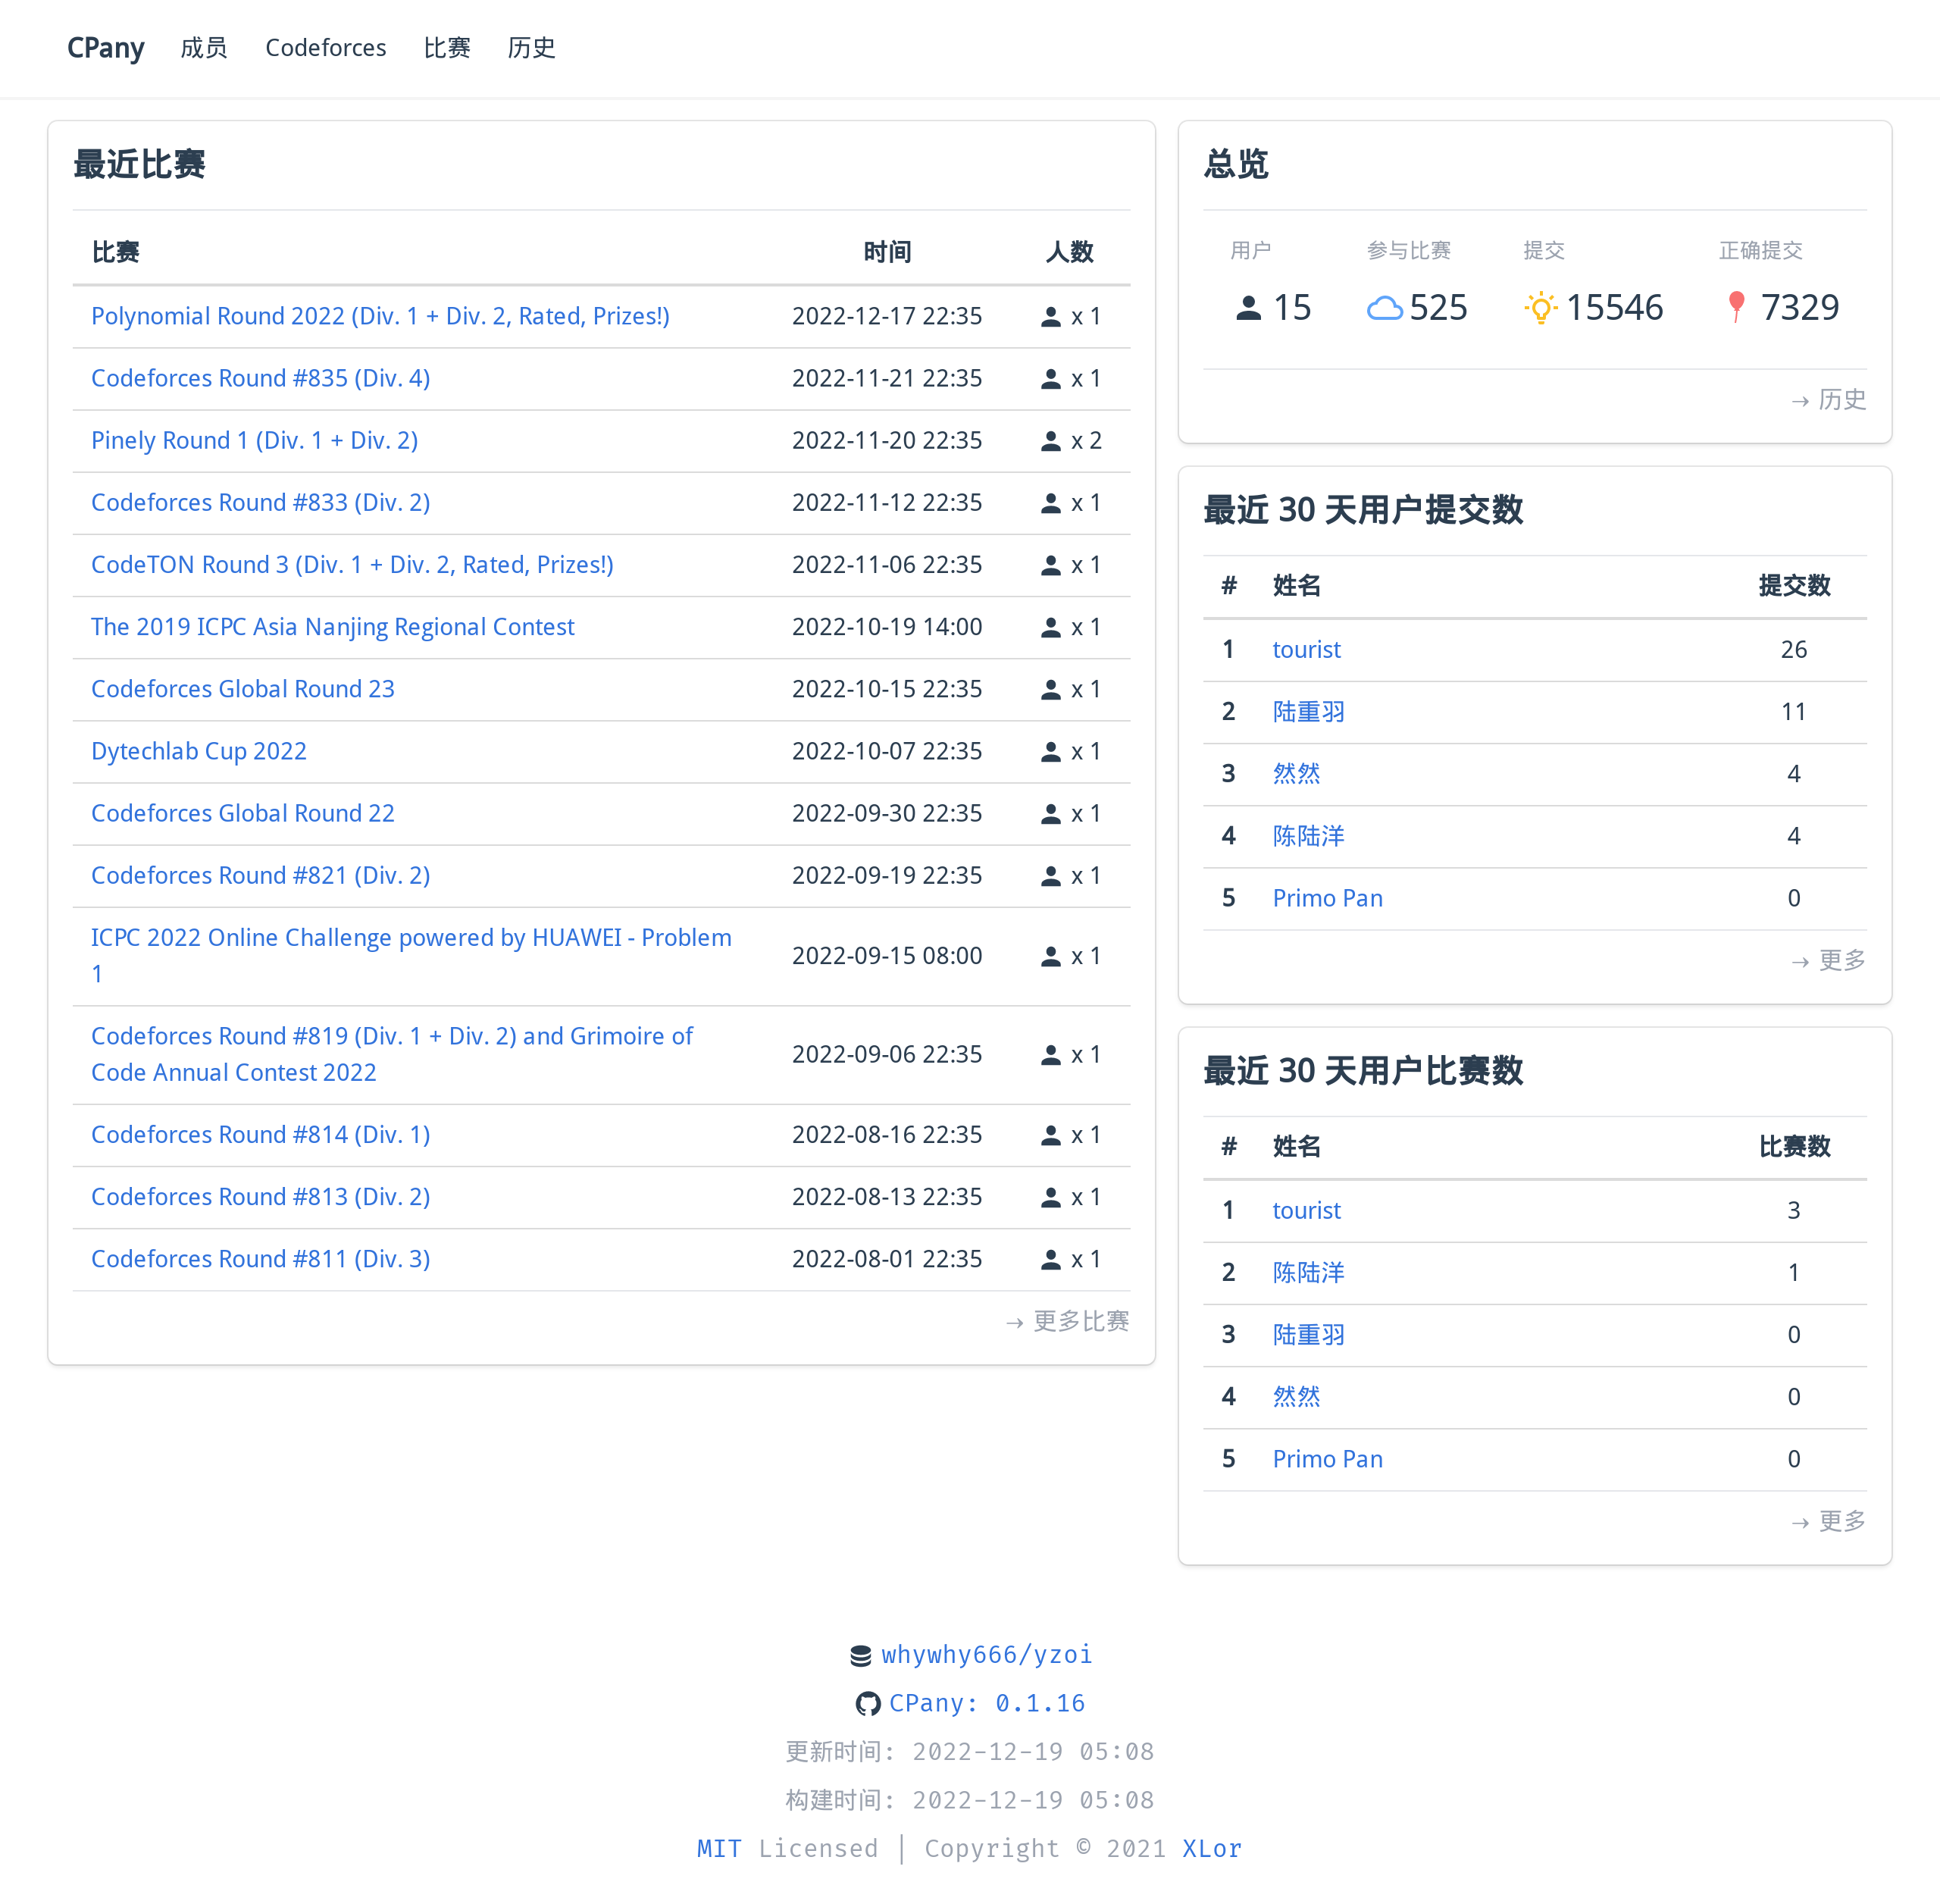 CPany 成员 Codeforces 比赛 历史
最近比赛
比赛 时间 人数
Polynomial Round 2022 (Div. 1 + Div. 2, Rated, Prizes!) 2022-12-17 22:35 x 1
Codeforces Round #835 (Div. 4) 2022-11-21 22:35 x 1
Pinely Round 1 (Div. 1 + Div. 2) 2022-11-20 22:35 x 2
Codeforces Round #833 (Div. 2) 2022-11-12 22:35 x 1
CodeTON Round 3 (Div. 1 + Div. 2, Rated, Prizes!) 2022-11-06 22:35 x 1
The 2019 ICPC Asia Nanjing Regional Contest 2022-10-19 14:00 x 1
Codeforces Global Round 23 2022-10-15 22:35 x 1
Dytechlab Cup 2022 2022-10-07 22:35 x 1
Codeforces Global Round 22 2022-09-30 22:35 x 1
Codeforces Round #821 (Div. 2) 2022-09-19 22:35 x 1
ICPC 2022 Online Challenge powered by HUAWEI - Problem
1 2022-09-15 08:00 x 1
Codeforces Round #819 (Div. 1 + Div. 2) and Grimoire of
Code Annual Contest 2022 2022-09-06 22:35 x 1
Codeforces Round #814 (Div. 1) 2022-08-16 22:35 x 1
Codeforces Round #813 (Div. 2) 2022-08-13 22:35 x 1
Codeforces Round #811 (Div. 3) 2022-08-01 22:35 x 1
→ 更多比赛
总览
用户 参与比赛 提交 正确提交
15 525 15546 7329
→ 历史
最近 30 天用户提交数
# 姓名 提交数
1 tourist 26
2 陆重羽 11
3 然然 4
4 陈陆洋 4
5 Primo Pan 0
→ 更多
最近 30 天用户比赛数
# 姓名 比赛数
1 tourist 3
2 陈陆洋 1
3 陆重羽 0
4 然然 0
5 Primo Pan 0
→ 更多
whywhy666/yzoi
CPany: 0.1.16
更新时间: 2022-12-19 05:08
构建时间: 2022-12-19 05:08
MIT Licensed | Copyright © 2021 XLor